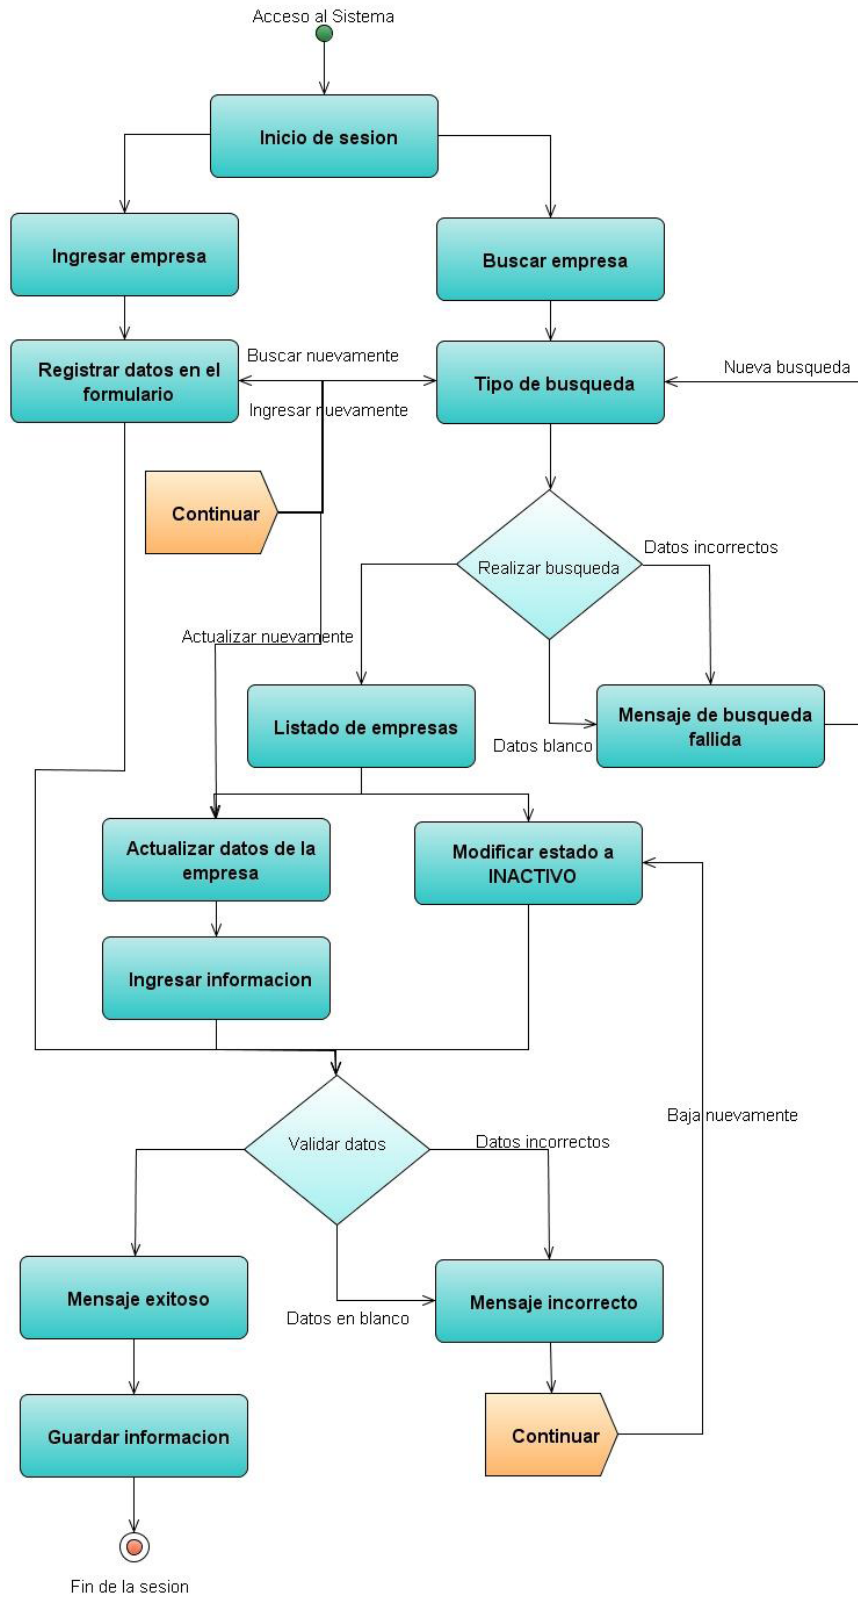 Acceso al Sistema
Inicio de sesion
Ingresar empresa
Buscar empresa
Registrar datos en el
formulario
Buscar nuevamente
Ingresar nuevamente
Tipo de busqueda
Nueva busqueda
Continuar
Realizar busqueda
Datos incorrectos
Actualizar nuevamente
Listado de empresas
Datos blanco
Mensaje de busqueda
fallida
Actualizar datos de la
empresa
Modificar estado a
INACTIVO
Ingresar informacion
Baja nuevamente
Validar datos
Datos incorrectos
Mensaje exitoso
Datos en blanco
Mensaje incorrecto
Guardar informacion
Continuar
Fin de la sesion